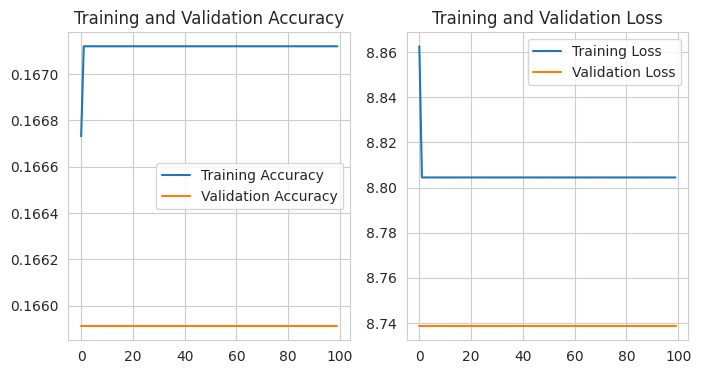 Training and Validation Accuracy
0.1670
0.1668
0.1666
0.1664
0.1662
0.1660
Training Accuracy
Validation Accuracy
0 20 40 60 80 100
Training and Validation Loss
8.86
8.84
8.82
8.80
8.78
8.76
8.74
Training Loss
Validation Loss
0 20 40 60 80 100